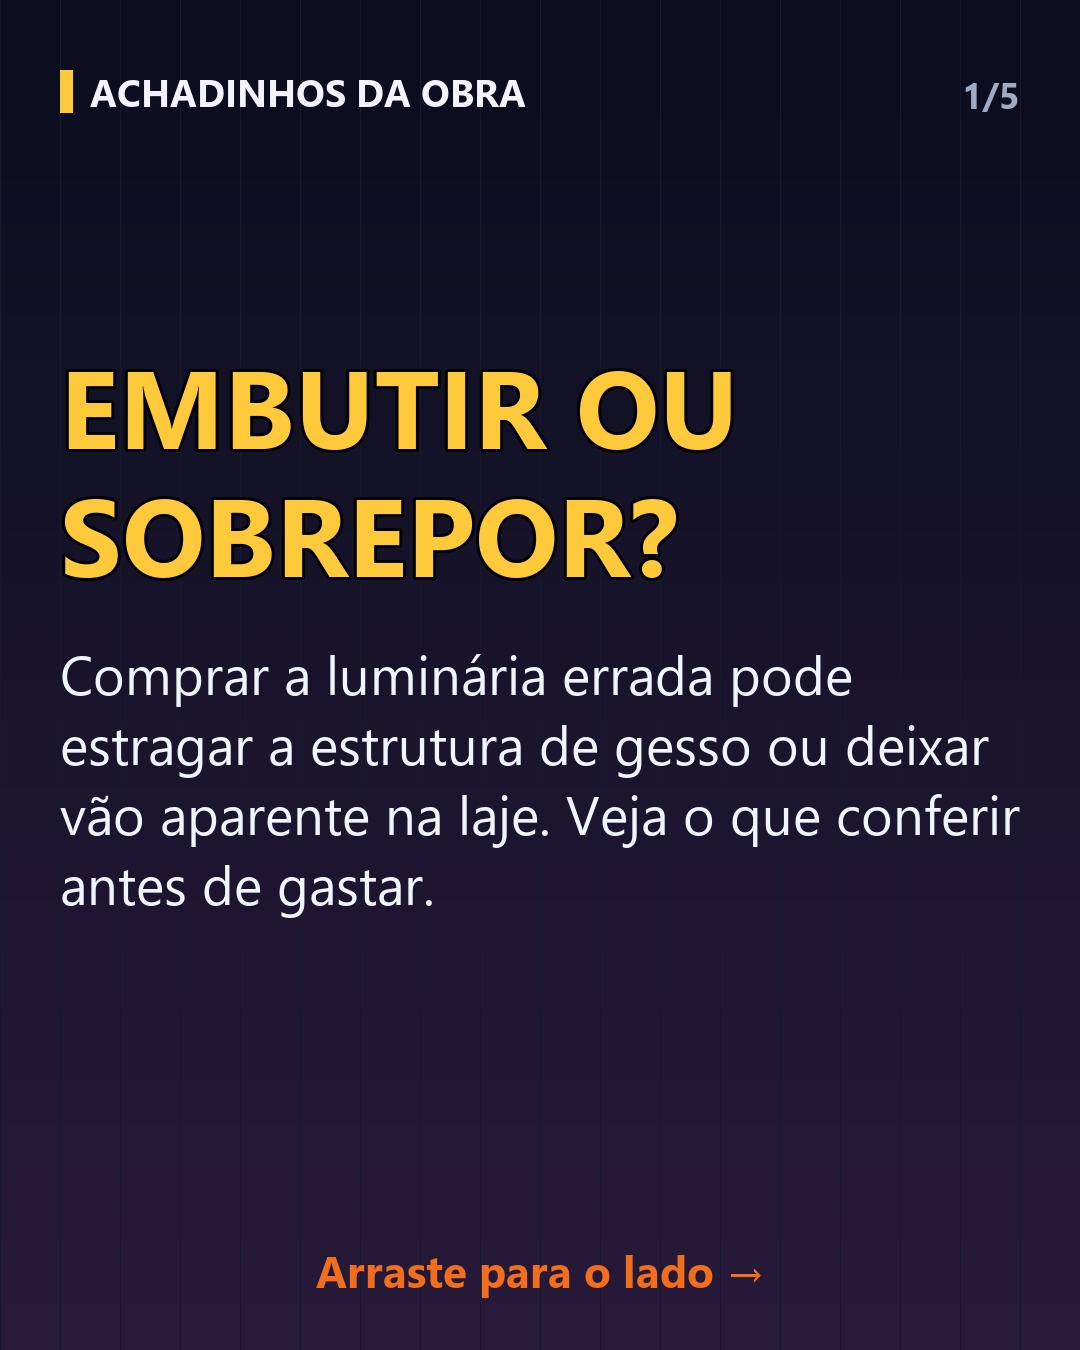 ACHADINHOS DA OBRA
1/5
EMBUTIR OU
SOBREPOR?
Comprar a luminária errada pode
estragar a estrutura de gesso ou deixar
vão aparente na laje. Veja o que conferir
antes de gastar.
Arraste para o lado →